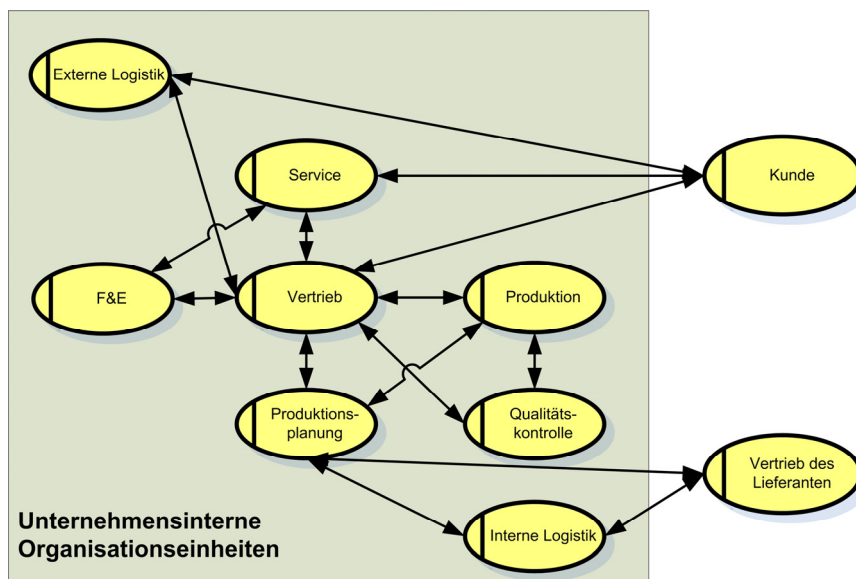 Externe Logistik
Service
Kunde
F&E
Vertrieb
Produktion
Produktions-
planung
Qualitäts-
kontrolle
Vertrieb des
Lieferanten
Interne Logistik
Unternehmensinterne
Organisationseinheiten